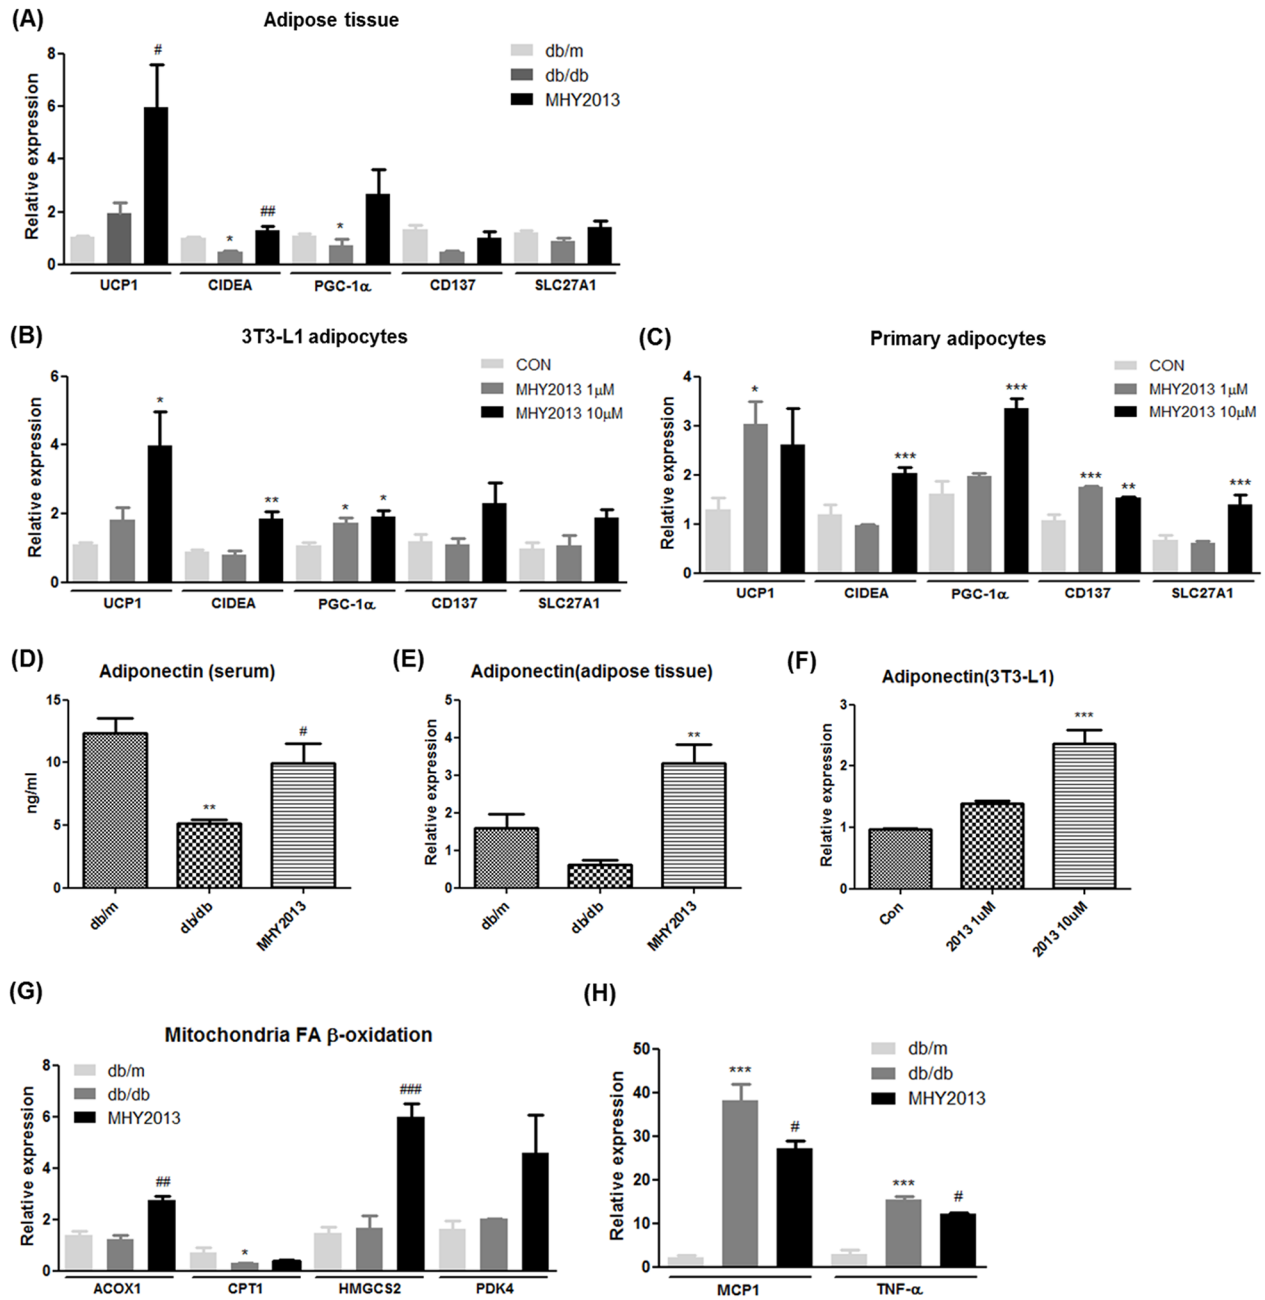 (A)
Adipose tissue
Relative expression
8
6
4
2
0
#
*
##
*
db/m
db/db
MHY2013
UCP1 CIDEA PGC-1α CD137 SLC27A1
(B)
3T3-L1 adipocytes
Relative expression
6
4
2
0
*
**
*
*
CON
MHY2013 1μM
MHY2013 10μM
UCP1 CIDEA PGC-1α CD137 SLC27A1
(C)
Primary adipocytes
Relative expression
4
3
2
1
0
*
***
***
***
**
***
CON
MHY2013 1μM
MHY2013 10μM
UCP1 CIDEA PGC-1α CD137 SLC27A1
(D)
Adiponectin (serum)
ng/ml
15
10
5
0
**
#
db/m
db/db
MHY2013
(E)
Adiponectin(adipose tissue)
Relative expression
5
4
3
2
1
0
**
db/m
db/db
MHY2013
(F)
Adiponectin(3T3-L1)
Relative expression
3
2
1
0
***
Con
2013 1uM
2013 10uM
(G)
Mitochondria FA β-oxidation
Relative expression
8
6
4
2
0
db/m
db/db
MHY2013
##
*
###
ACOX1 CPT1 HMGCS2 PDK4
(H)
Relative expression
50
40
30
20
10
0
***
#
***
#
db/m
db/db
MHY2013
MCP1 TNF-α